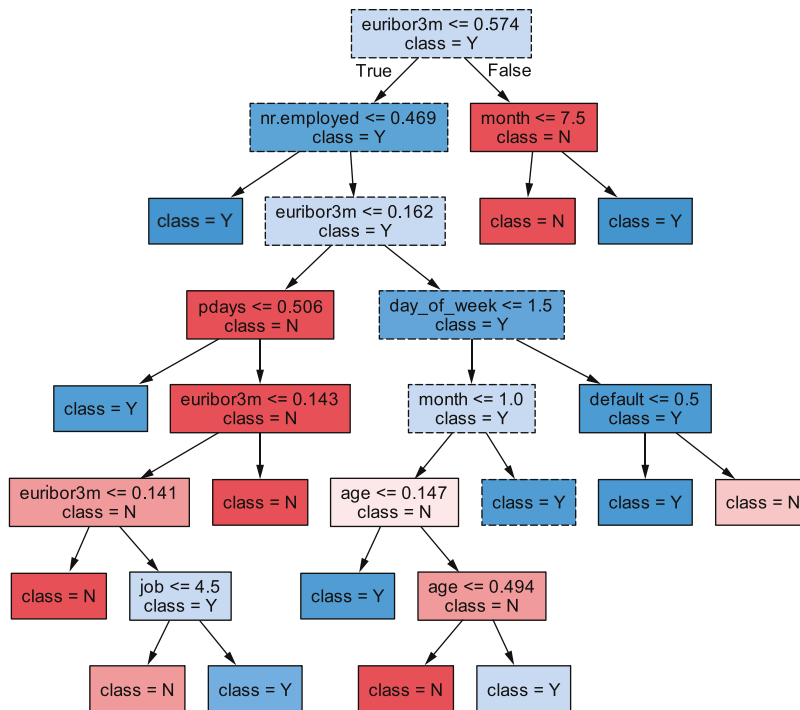 euribor3m <= 0.574
class = Y
True
False
nr.employed <= 0.469
class = Y
month <= 7.5
class = N
class = Y
euribor3m <= 0.162
class = Y
class = N
class = Y
pdays <= 0.506
class = N
day_of_week <= 1.5
class = Y
class = Y
euribor3m <= 0.143
class = N
month <= 1.0
class = Y
default <= 0.5
class = Y
euribor3m <= 0.141
class = N
class = N
age <= 0.147
class = N
class = Y
class = Y
class = N
class = N
job <= 4.5
class = Y
class = Y
age <= 0.494
class = N
class = N
class = Y
class = N
class = Y